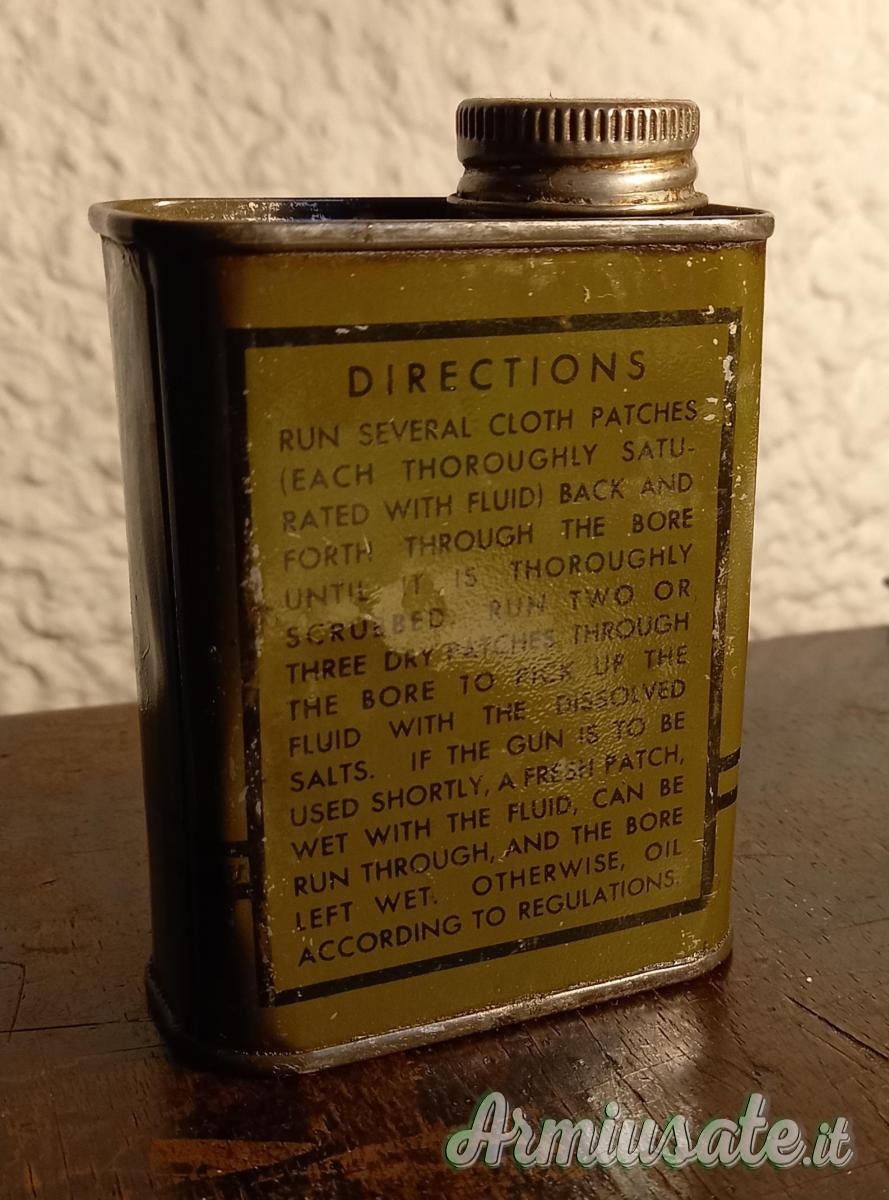 DIRECTIONS
RUN SEVERAL CLOTH PATCHES
(EACH THOROUGHLY SATU-
RATED WITH FLUID) BACK AND
FORTH THROUGH THE BORE
UNTIL IT IS THOROUGHLY
SCRUBBED. RUN TWO OR
THREE DRY PATCHES THROUGH
THE BORE TO PICK UP THE
FLUID WITH THE DISSOLVED
SALTS. IF THE GUN IS TO BE
USED SHORTLY, A FRESH PATCH,
WET WITH THE FLUID, CAN BE
RUN THROUGH, AND THE BORE
LEFT WET. OTHERWISE, OIL
ACCORDING TO REGULATIONS.
Armiusate.it